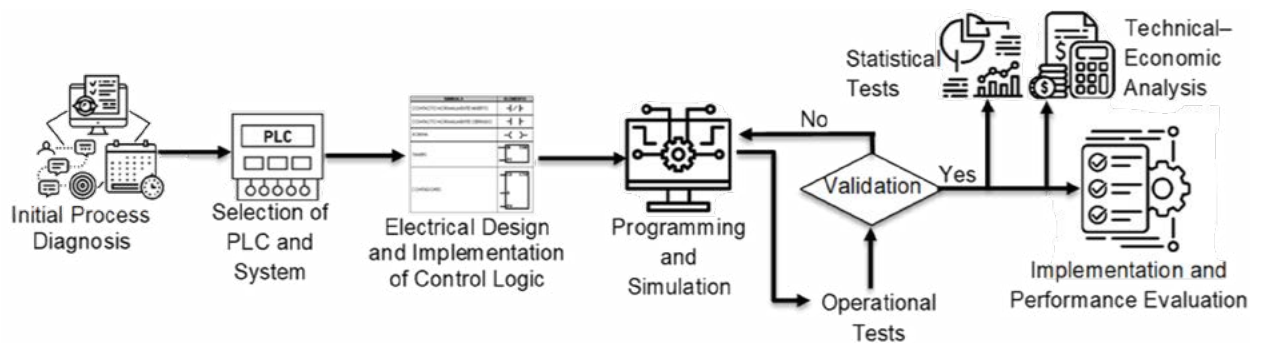 Initial Process
Diagnosis
PLC
Selection of
PLC and
System
Electrical Design
and Implementation
of Control Logic
Programming
and
Simulation
Operational
Tests
Validation
No
Yes
Statistical
Tests
Technical–
Economic
Analysis
Implementation and
Performance Evaluation